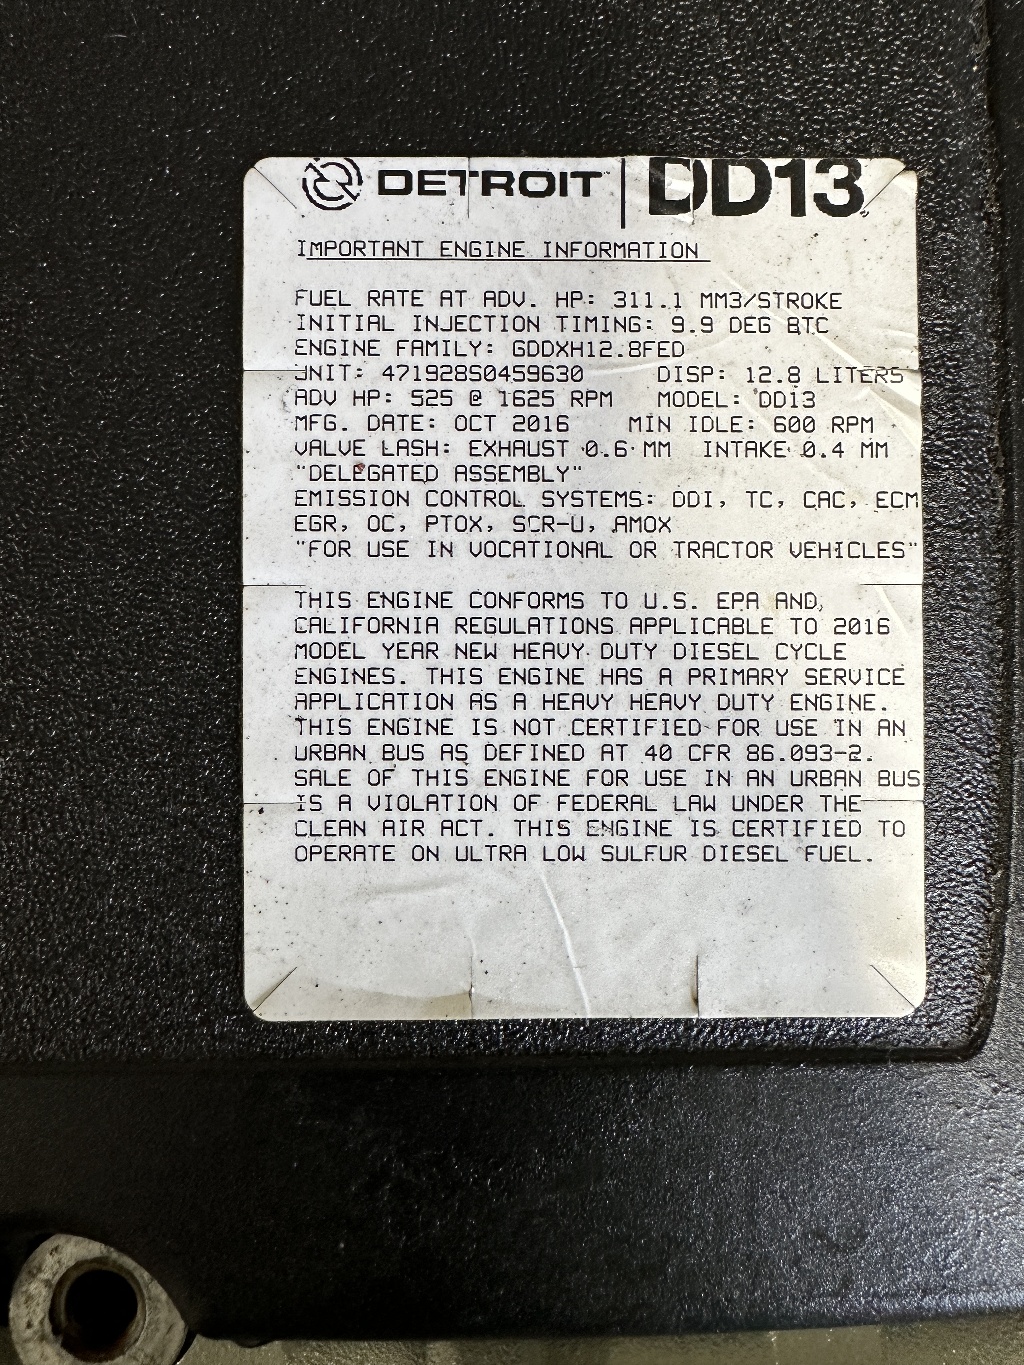 DETROIT DD13
IMPORTANT ENGINE INFORMATION
FUEL RATE AT ADV. HP: 311.1 MM3/STROKE
INITIAL INJECTION TIMING: 9.9 DEG BTC
ENGINE FAMILY: GDDXH12.8FED
UNIT: 471928S0459630 DISP: 12.8 LITERS
ADV HP: 525 @ 1625 RPM MODEL: DD13
MFG. DATE: OCT 2016 MIN IDLE: 600 RPM
VALVE LASH: EXHAUST 0.6 MM INTAKE 0.4 MM
"DELEGATED ASSEMBLY"
EMISSION CONTROL SYSTEMS: DDI, TC, CAC, ECM
EGR, OC, PTOX, SCR-U, AMOX
"FOR USE IN VOCATIONAL OR TRACTOR VEHICLES"
THIS ENGINE CONFORMS TO U.S. EPA AND
CALIFORNIA REGULATIONS APPLICABLE TO 2016
MODEL YEAR NEW HEAVY DUTY DIESEL CYCLE
ENGINES. THIS ENGINE HAS A PRIMARY SERVICE
APPLICATION AS A HEAVY HEAVY DUTY ENGINE.
THIS ENGINE IS NOT CERTIFIED FOR USE IN AN
URBAN BUS AS DEFINED AT 40 CFR 86.093-2.
SALE OF THIS ENGINE FOR USE IN AN URBAN BUS
IS A VIOLATION OF FEDERAL LAW UNDER THE
CLEAN AIR ACT. THIS ENGINE IS CERTIFIED TO
OPERATE ON ULTRA LOW SULFUR DIESEL FUEL.